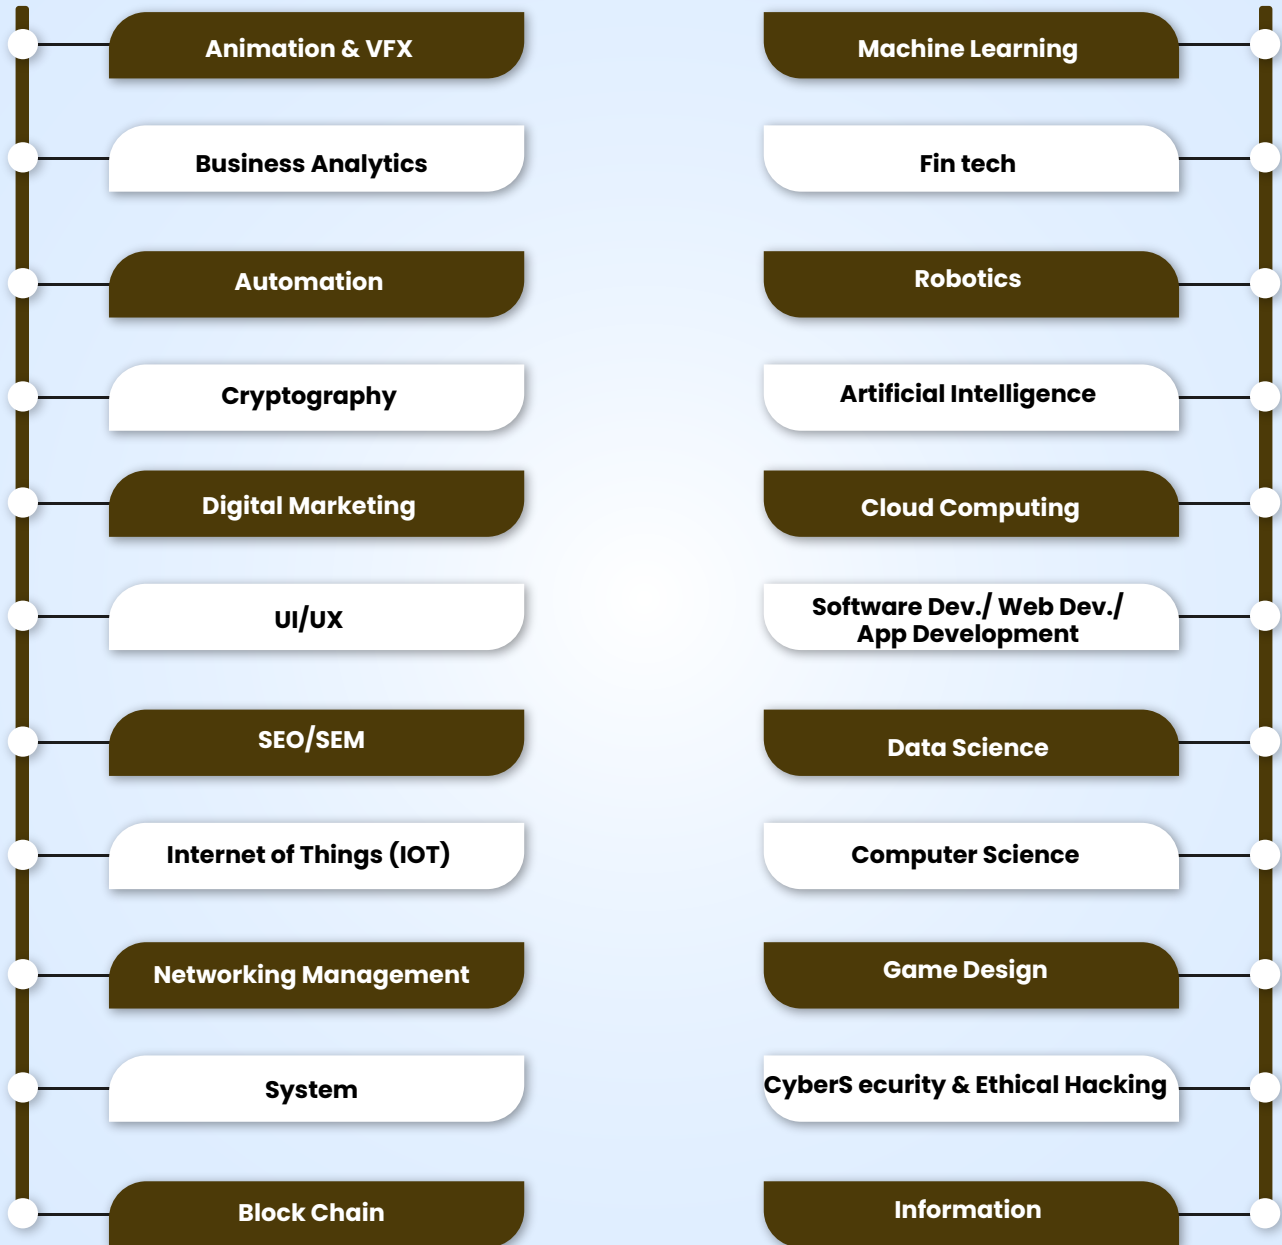 Animation & VFX
Machine Learning
Business Analytics
Fin tech
Automation
Robotics
Cryptography
Artificial Intelligence
Digital Marketing
Cloud Computing
UI/UX
Software Dev./ Web Dev./
App Development
SEO/SEM
Data Science
Internet of Things (IOT)
Computer Science
Networking Management
Game Design
System
CyberS ecurity & Ethical Hacking
Block Chain
Information